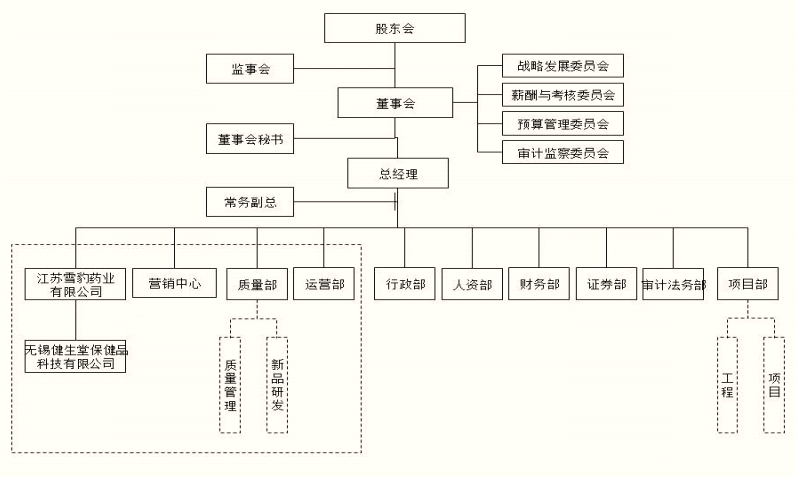 股东会
监事会
战略发展委员会
薪酬与考核委员会
董事会
预算管理委员会
董事会秘书
审计监察委员会
总经理
常务副总
江苏雪豹药业
有限公司
营销中心
质量部
运营部
行政部
人资部
财务部
证券部
审计法务部
项目部
无锡健生堂保健品
科技有限公司
质量管理
新品研发
工程
项目